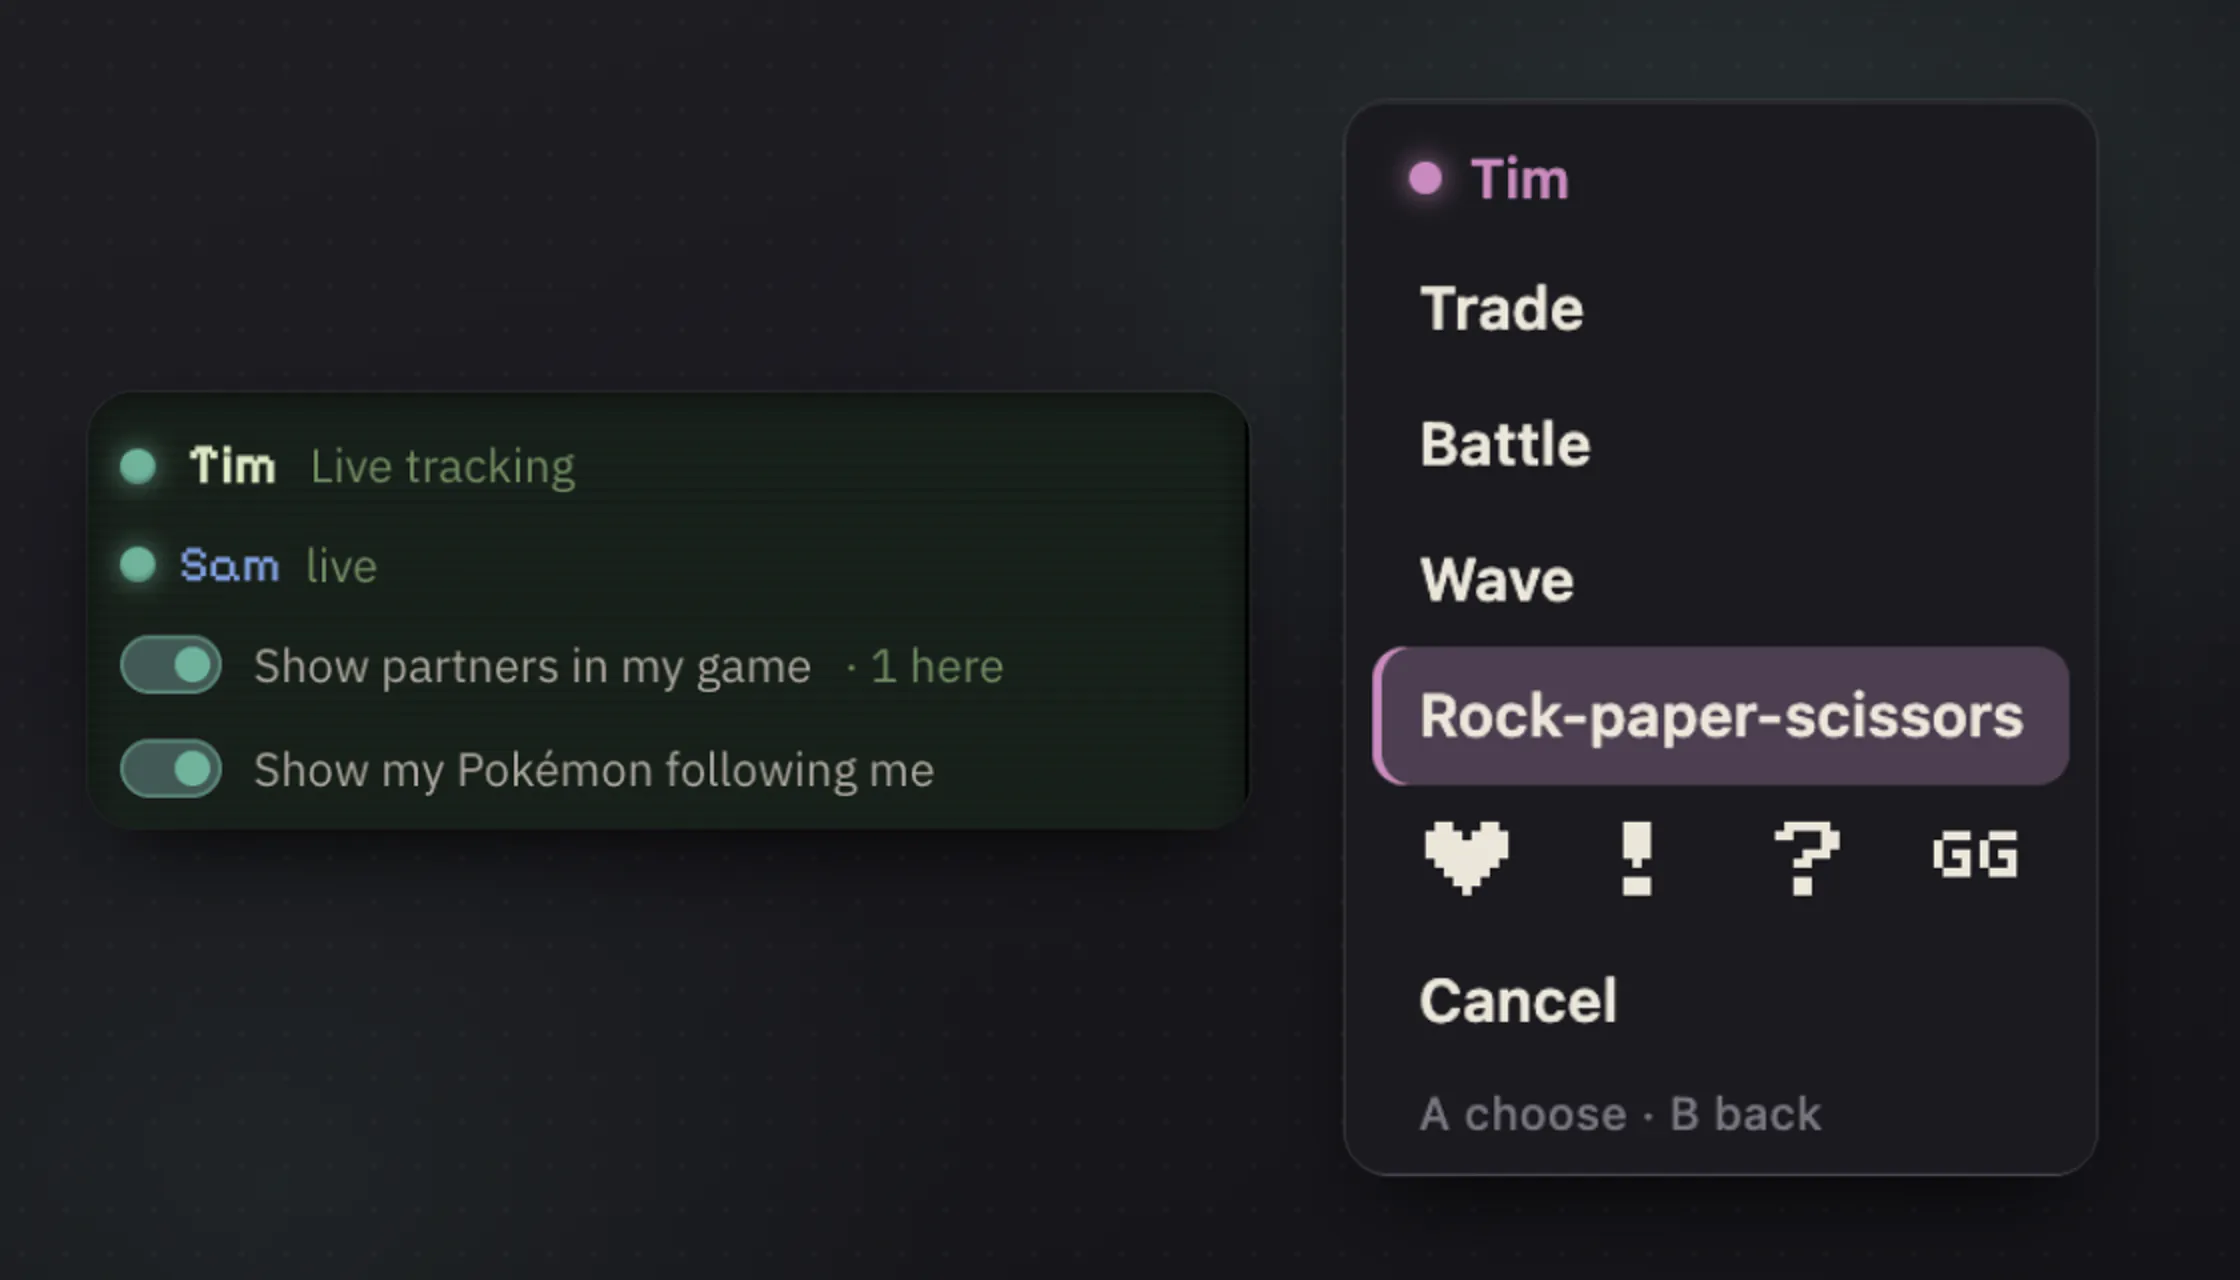 Tim Live tracking
Sam live
Show partners in my game · 1 here
Show my Pokémon following me
Tim
Trade
Battle
Wave
Rock-paper-scissors
! ? GG
Cancel
A choose · B back